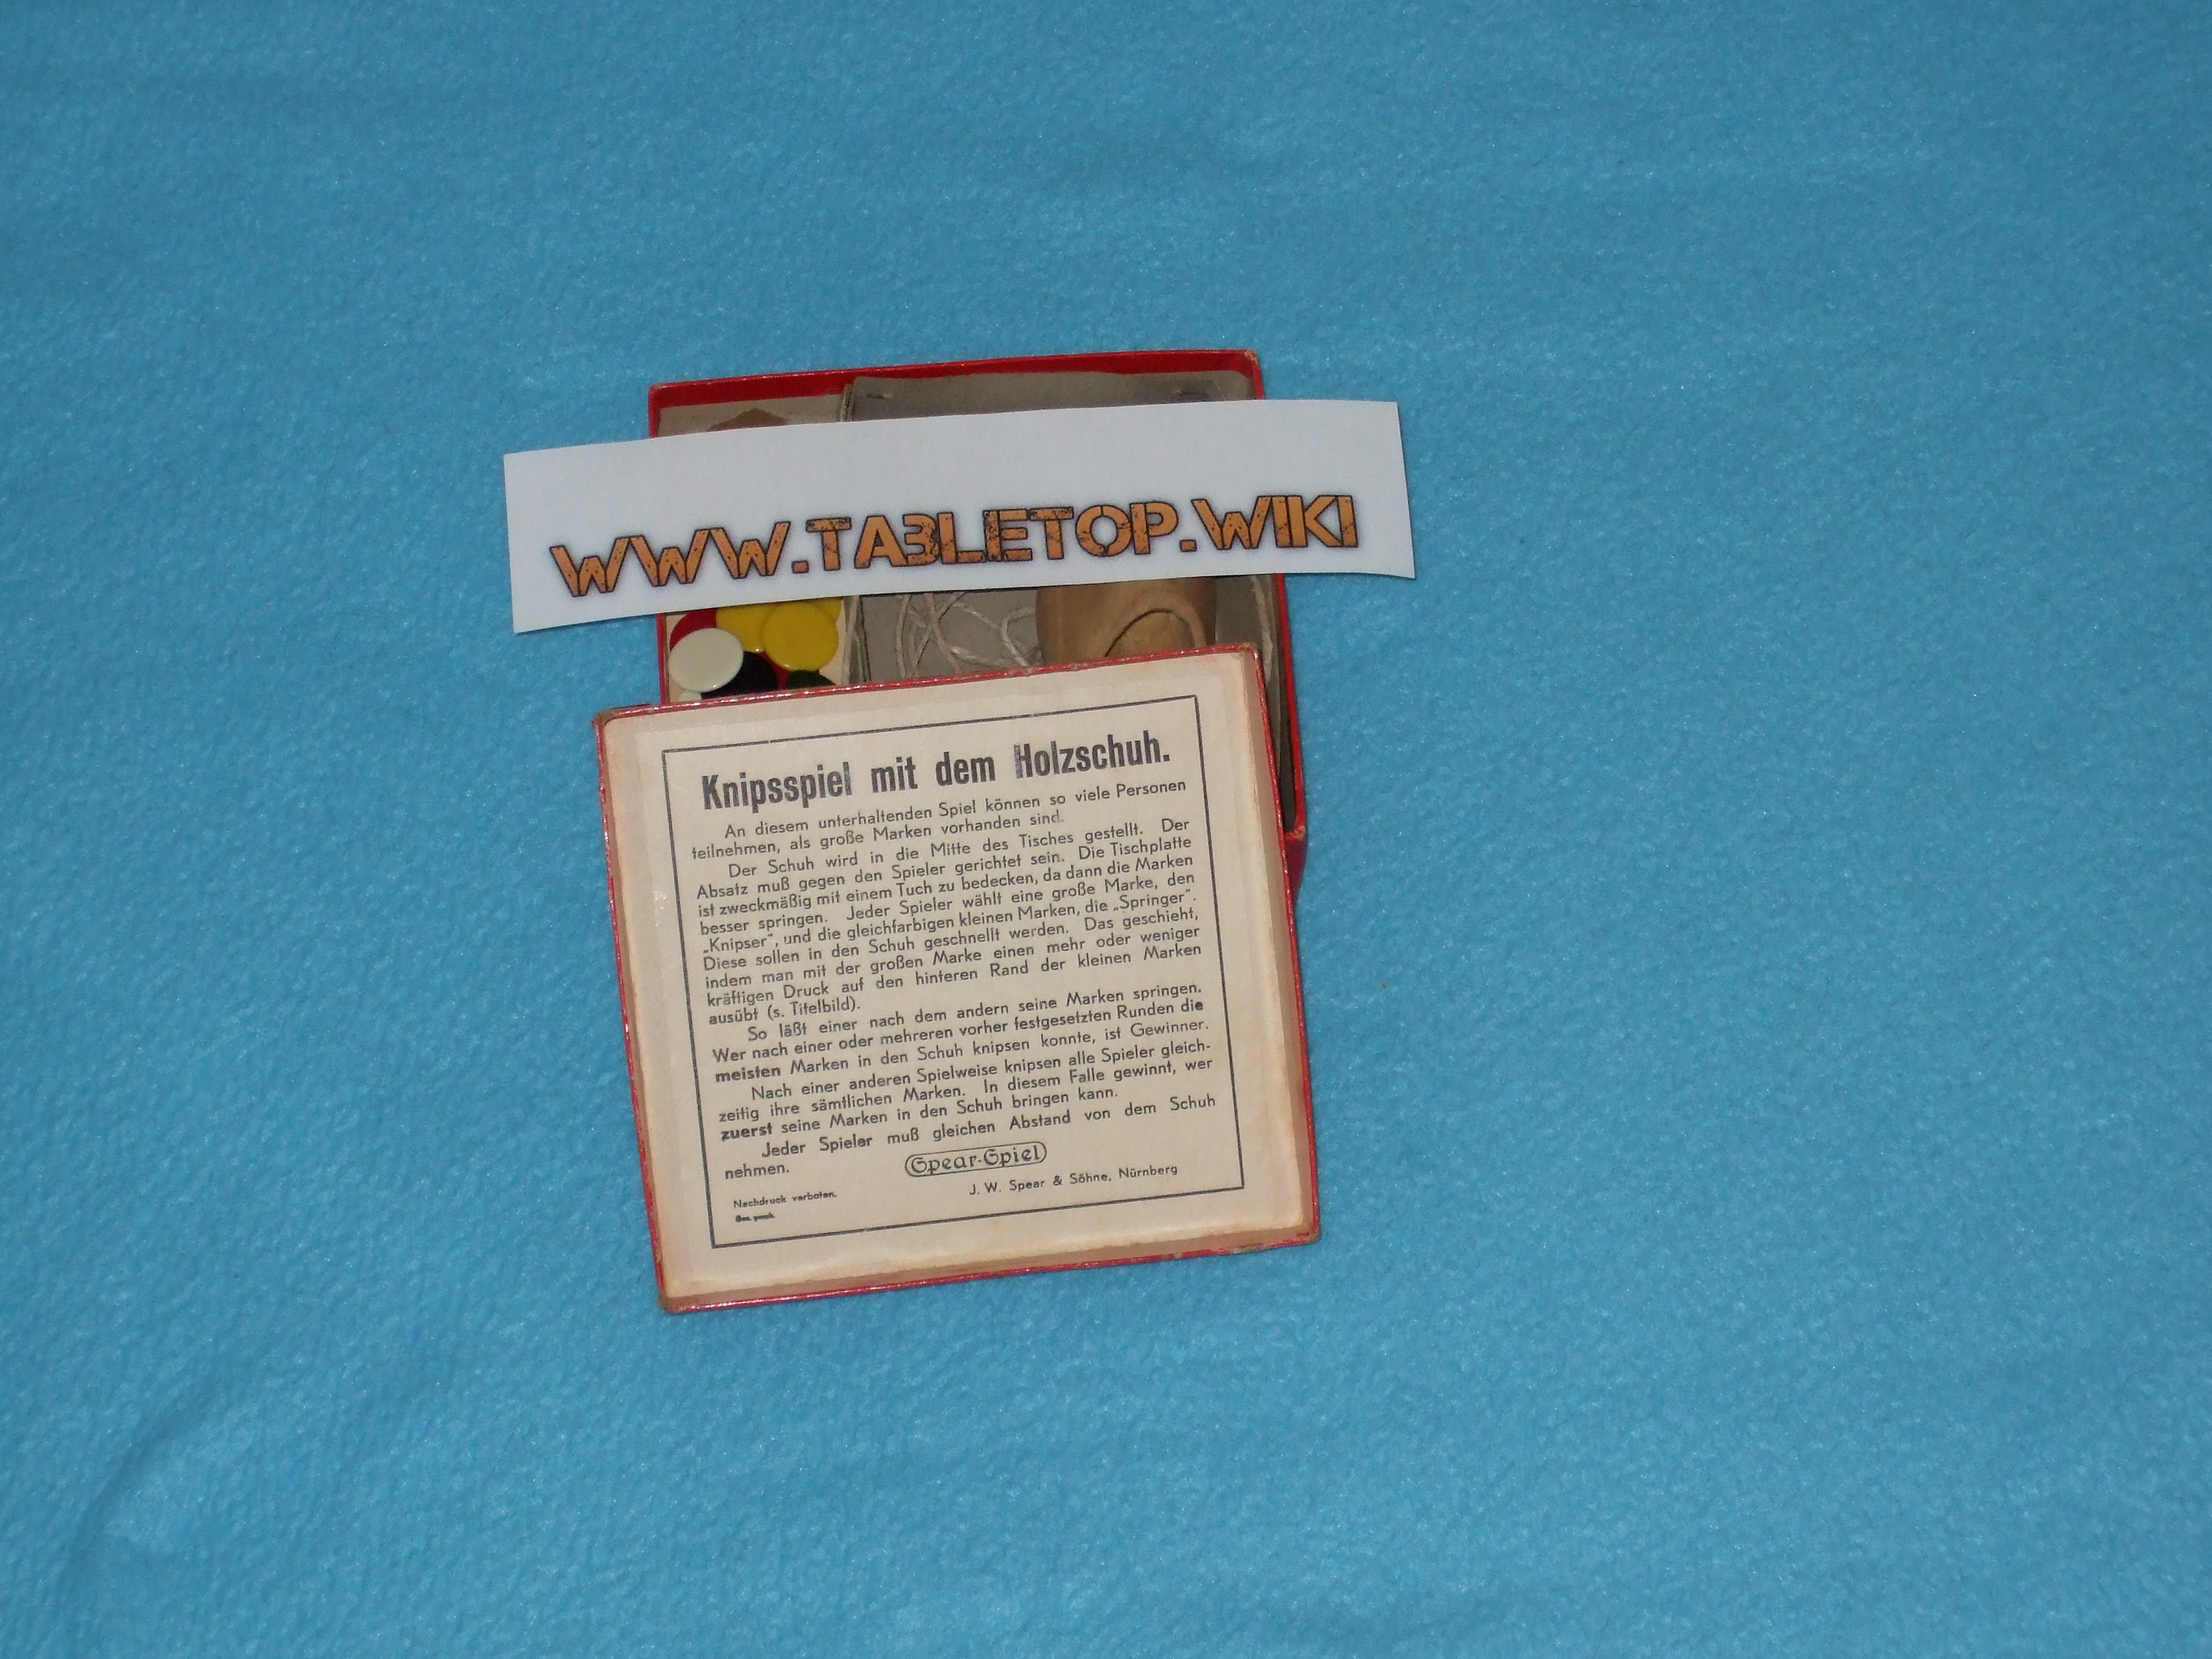 WWW.TABLETOP.WIKI
Knipsspiel mit dem Holzschuh.
An diesem unterhaltenden Spiel können so viele Personen
teilnehmen, als große Marken vorhanden sind.
Der Schuh wird in die Mitte des Tisches gestellt. Der
Absatz muß gegen den Spieler gerichtet sein. Die Tischplatte
ist zweckmäßig mit einem Tuch zu bedecken, da dann die Marken
besser springen. Jeder Spieler wählt eine große Marke, den
„Knipser“, und die gleichfarbigen kleinen Marken, die „Springer“.
Diese sollen in den Schuh geschnellt werden. Das geschieht,
indem man mit der großen Marke einen mehr oder weniger
kräftigen Druck auf den hinteren Rand der kleinen Marken
ausübt (s. Titelbild).
So läßt einer nach dem andern seine Marken springen.
Wer nach einer oder mehreren vorher festgesetzten Runden die
meisten Marken in den Schuh knipsen konnte, ist Gewinner.
Nach einer anderen Spielweise knipsen alle Spieler gleich-
zeitig ihre sämtlichen Marken. In diesem Falle gewinnt, wer
zuerst seine Marken in den Schuh bringen kann.
Jeder Spieler muß gleichen Abstand von dem Schuh
nehmen.
Spear-Spiel
J. W. Spear & Söhne, Nürnberg
Nachdruck verboten.
Ges. gesch.